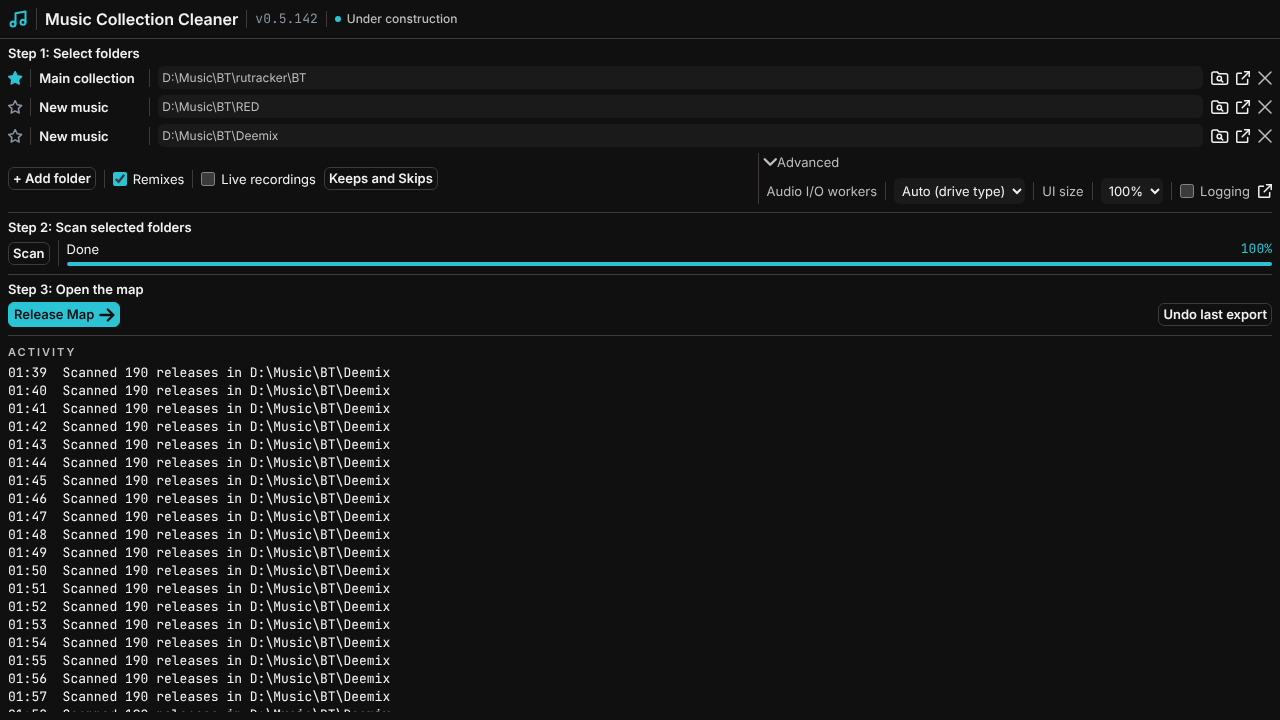 Music Collection Cleaner v0.5.142 Under construction
Step 1: Select folders
Main collection D:\Music\BT\rutracker\BT
New music D:\Music\BT\RED
New music D:\Music\BT\Deemix
Advanced
+ Add folder Remixes Live recordings Keeps and Skips
Audio I/O workers Auto (drive type) UI size 100% Logging
Step 2: Scan selected folders
Scan Done 100%
Step 3: Open the map
Release Map Undo last export
ACTIVITY
01:39 Scanned 190 releases in D:\Music\BT\Deemix
01:40 Scanned 190 releases in D:\Music\BT\Deemix
01:41 Scanned 190 releases in D:\Music\BT\Deemix
01:42 Scanned 190 releases in D:\Music\BT\Deemix
01:43 Scanned 190 releases in D:\Music\BT\Deemix
01:44 Scanned 190 releases in D:\Music\BT\Deemix
01:45 Scanned 190 releases in D:\Music\BT\Deemix
01:46 Scanned 190 releases in D:\Music\BT\Deemix
01:47 Scanned 190 releases in D:\Music\BT\Deemix
01:48 Scanned 190 releases in D:\Music\BT\Deemix
01:49 Scanned 190 releases in D:\Music\BT\Deemix
01:50 Scanned 190 releases in D:\Music\BT\Deemix
01:51 Scanned 190 releases in D:\Music\BT\Deemix
01:52 Scanned 190 releases in D:\Music\BT\Deemix
01:53 Scanned 190 releases in D:\Music\BT\Deemix
01:54 Scanned 190 releases in D:\Music\BT\Deemix
01:55 Scanned 190 releases in D:\Music\BT\Deemix
01:56 Scanned 190 releases in D:\Music\BT\Deemix
01:57 Scanned 190 releases in D:\Music\BT\Deemix